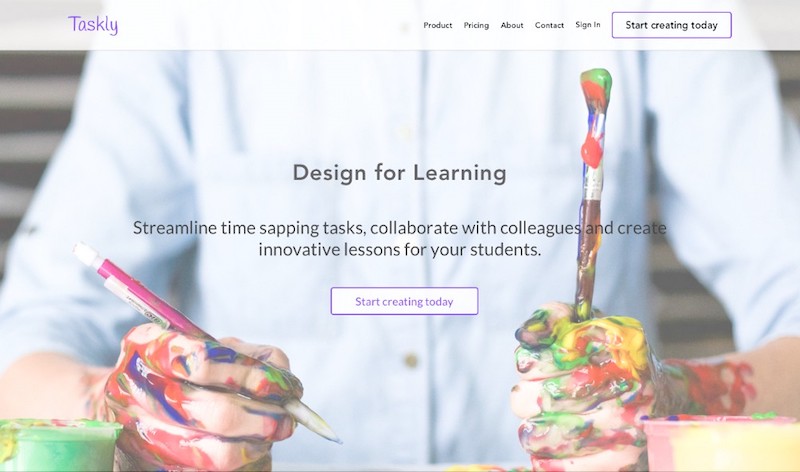 Taskly
Product Pricing About Contact Sign In Start creating today
Design for Learning
Streamline time sapping tasks, collaborate with colleagues and create
innovative lessons for your students.
Start creating today